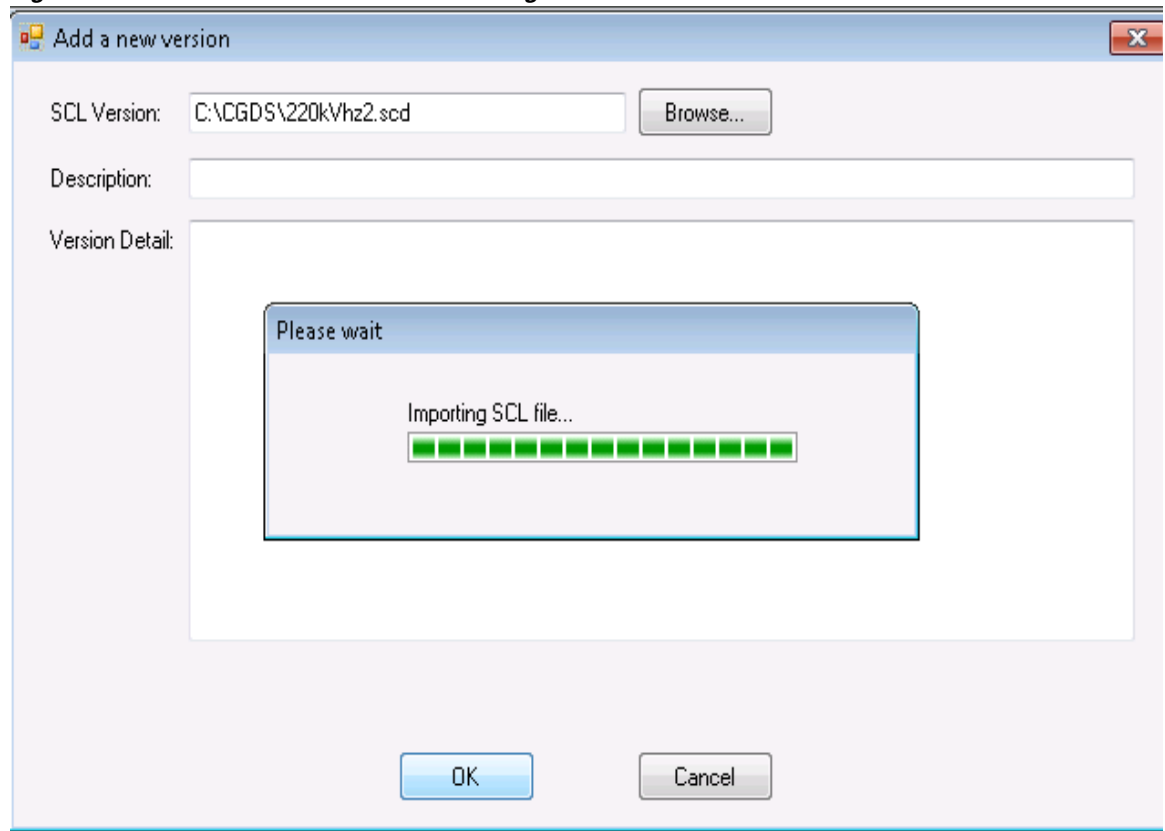 Add a new version
SCL Version: C:\CGDS\220kVhz2.scd Browse...
Description:
Version Detail:
Please wait
Importing SCL file...
OK Cancel